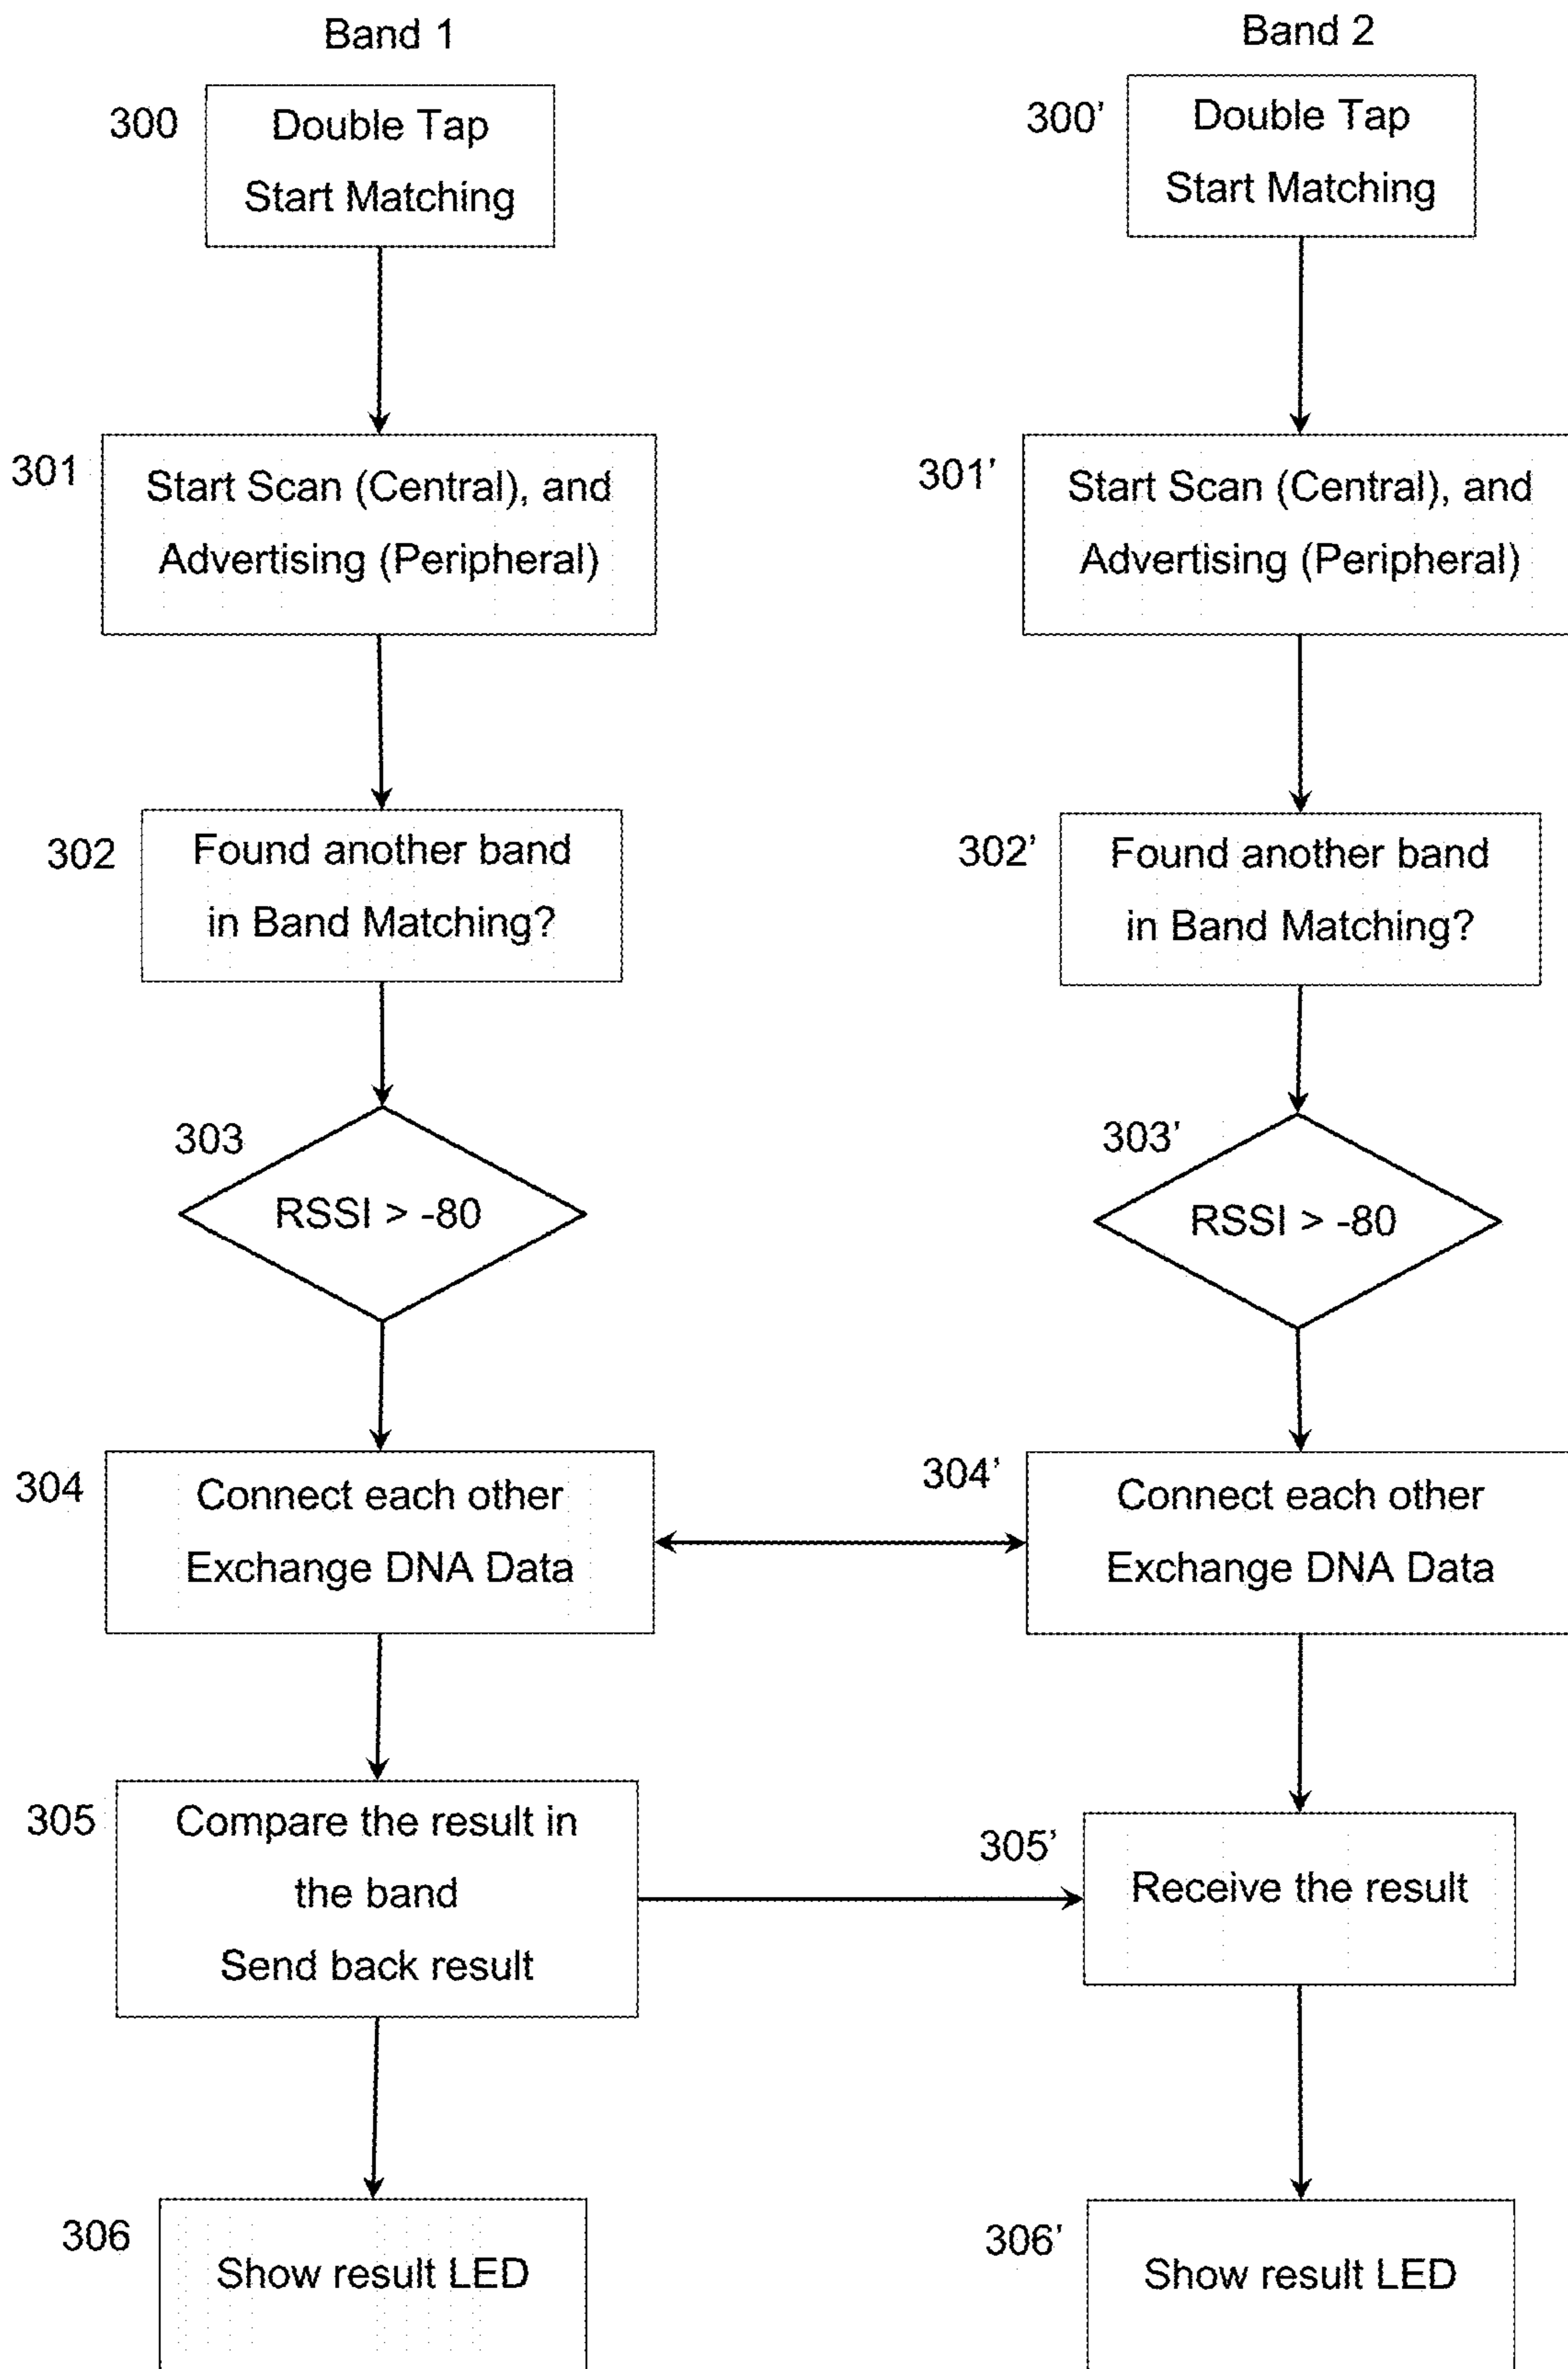 Band 1
300
Double Tap
Start Matching
301
Start Scan (Central), and
Advertising (Peripheral)
302
Found another band
in Band Matching?
303
RSSI > -80
304
Connect each other
Exchange DNA Data
305
Compare the result in
the band
Send back result
306
Show result LED
Band 2
300’
Double Tap
Start Matching
301’
Start Scan (Central), and
Advertising (Peripheral)
302’
Found another band
in Band Matching?
303’
RSSI > -80
304’
Connect each other
Exchange DNA Data
305’
Receive the result
306’
Show result LED